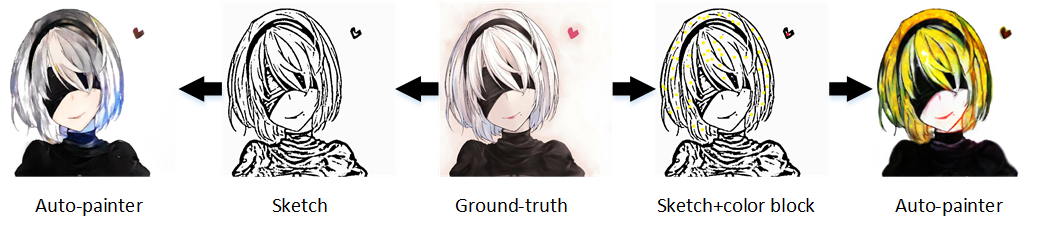 Auto-painter
Sketch
Ground-truth
Sketch+color block
Auto-painter